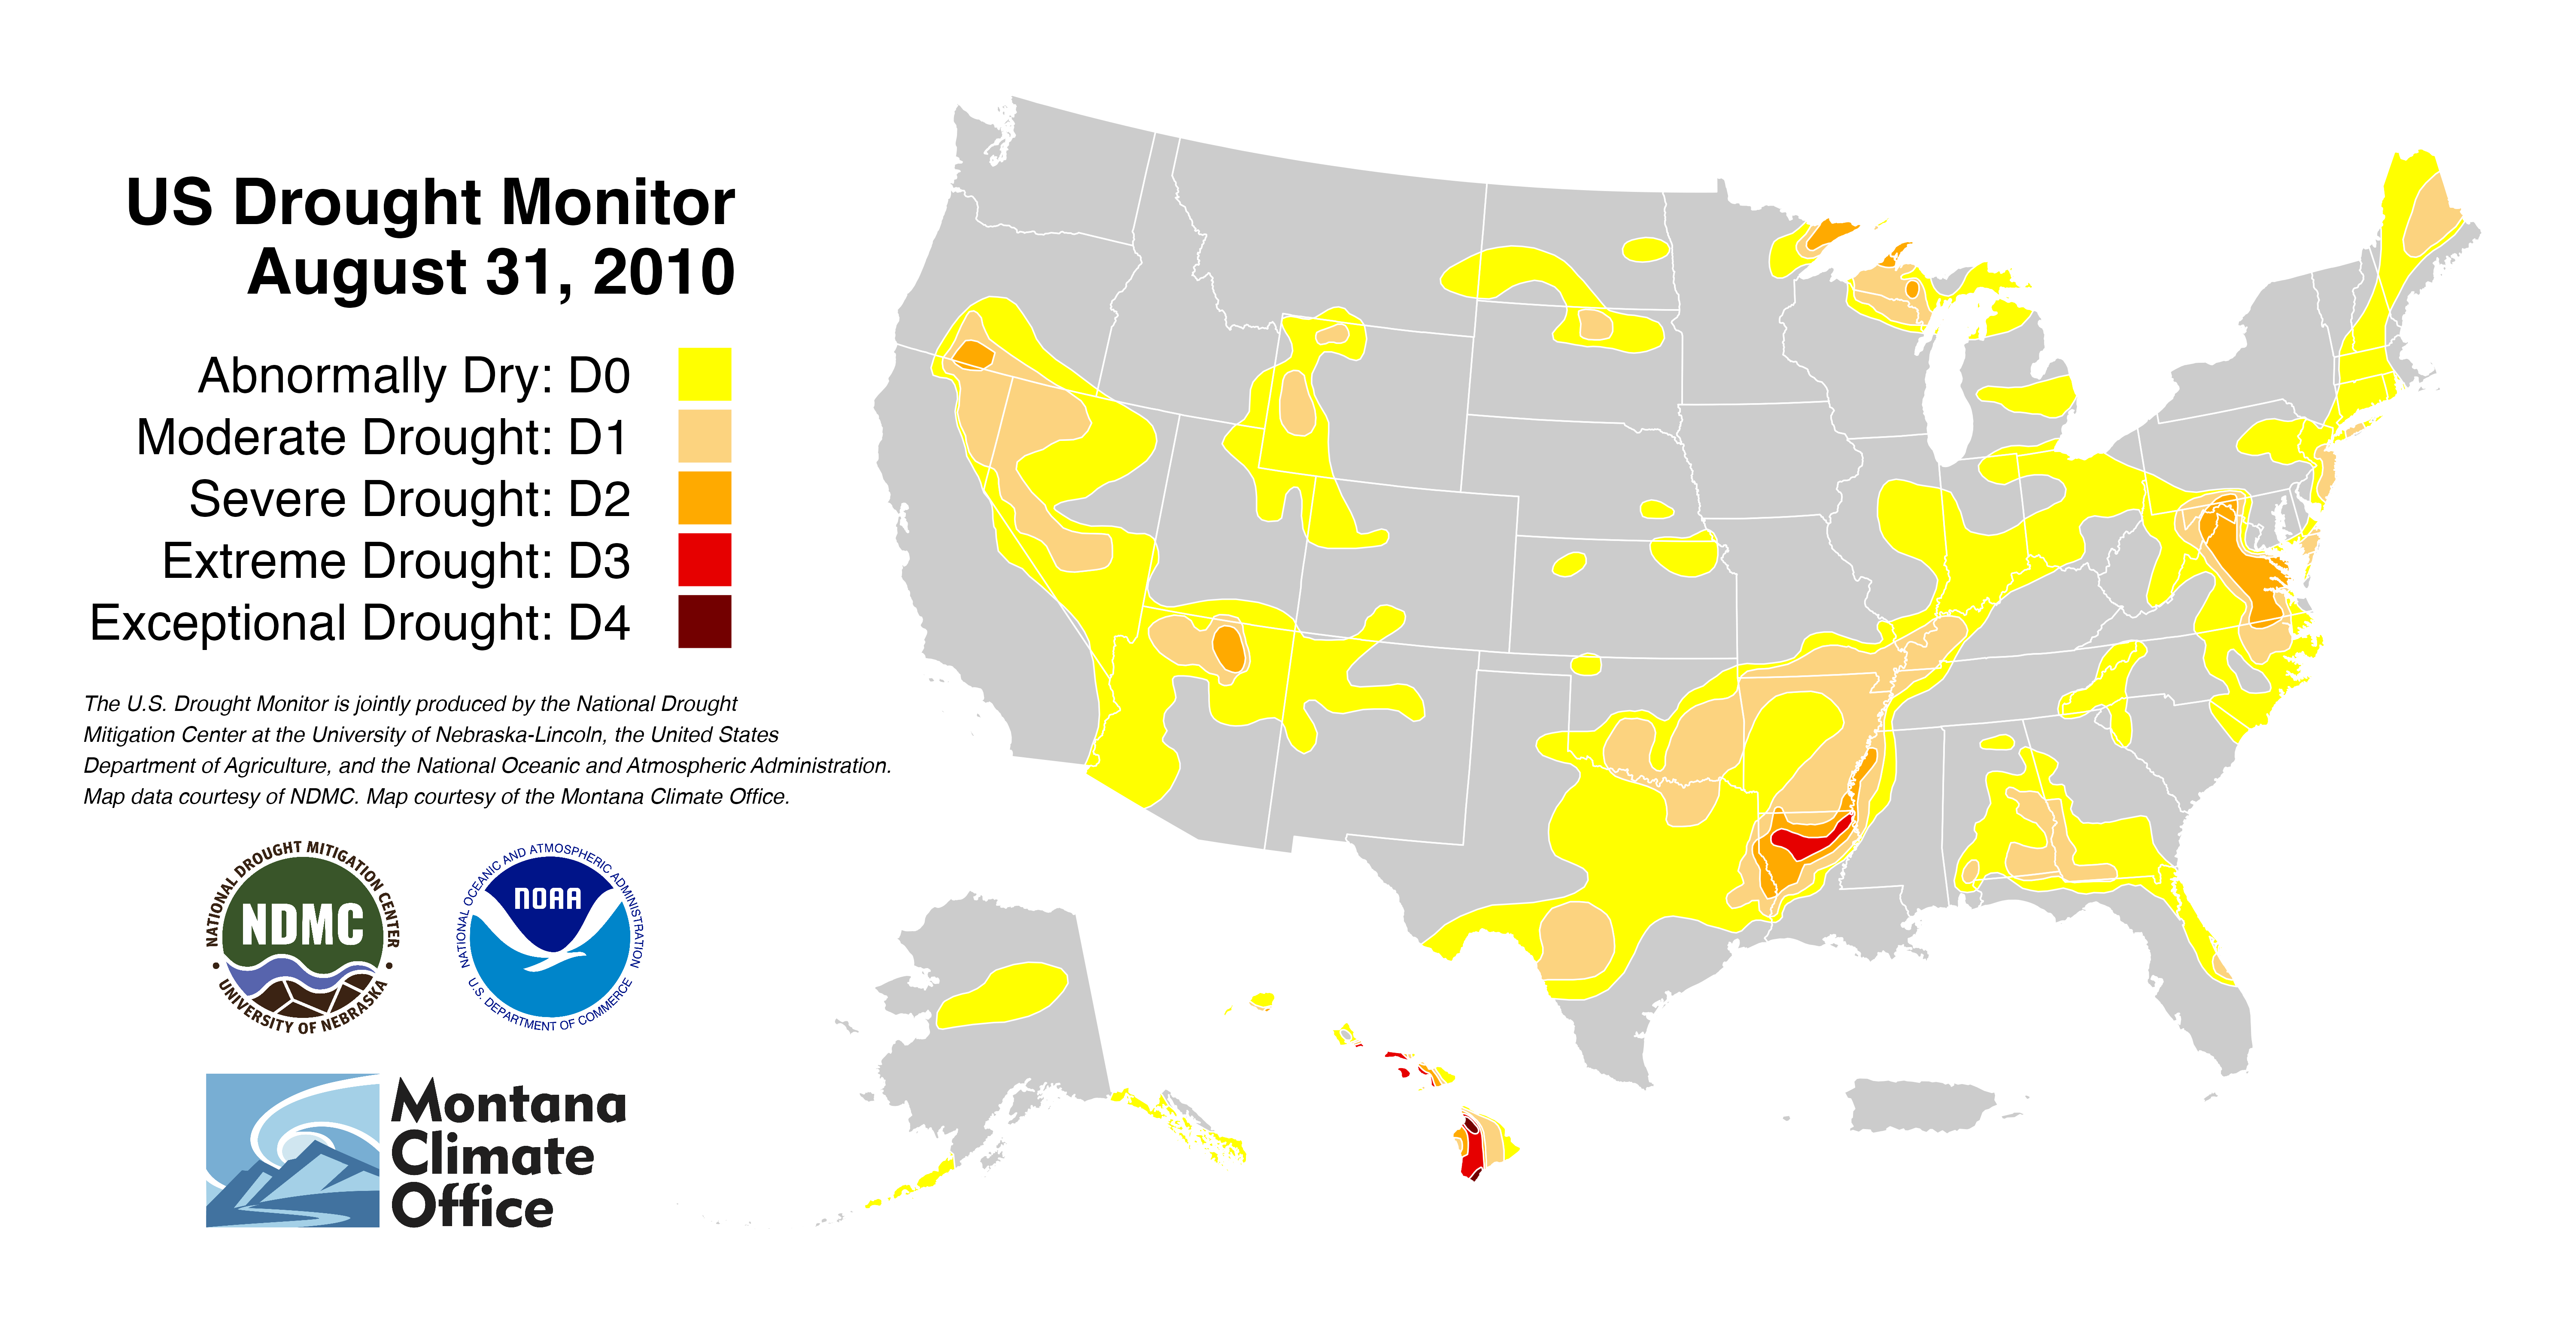 US Drought Monitor
August 31, 2010
Abnormally Dry: D0
Moderate Drought: D1
Severe Drought: D2
Extreme Drought: D3
Exceptional Drought: D4
The U.S. Drought Monitor is jointly produced by the National Drought
Mitigation Center at the University of Nebraska-Lincoln, the United States
Department of Agriculture, and the National Oceanic and Atmospheric Administration.
Map data courtesy of NDMC. Map courtesy of the Montana Climate Office.
NATIONAL DROUGHT MITIGATION CENTER
NDMC
• UNIVERSITY OF NEBRASKA •
NATIONAL OCEANIC AND ATMOSPHERIC ADMINISTRATION
NOAA
U.S. DEPARTMENT OF COMMERCE
Montana
Climate
Office